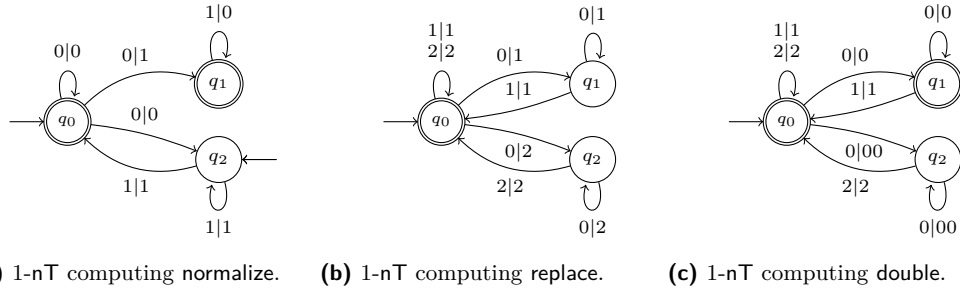 1|0
0|0
0|1
q₁
q₀
0|0
q₂
1|1
1|1
) 1-nT computing normalize.
1|1
2|2
0|1
0|1
q₁
1|1
q₀
0|2
q₂
2|2
0|2
(b) 1-nT computing replace.
1|1
2|2
0|0
0|0
q₁
1|1
q₀
0|00
q₂
2|2
0|00
(c) 1-nT computing double.